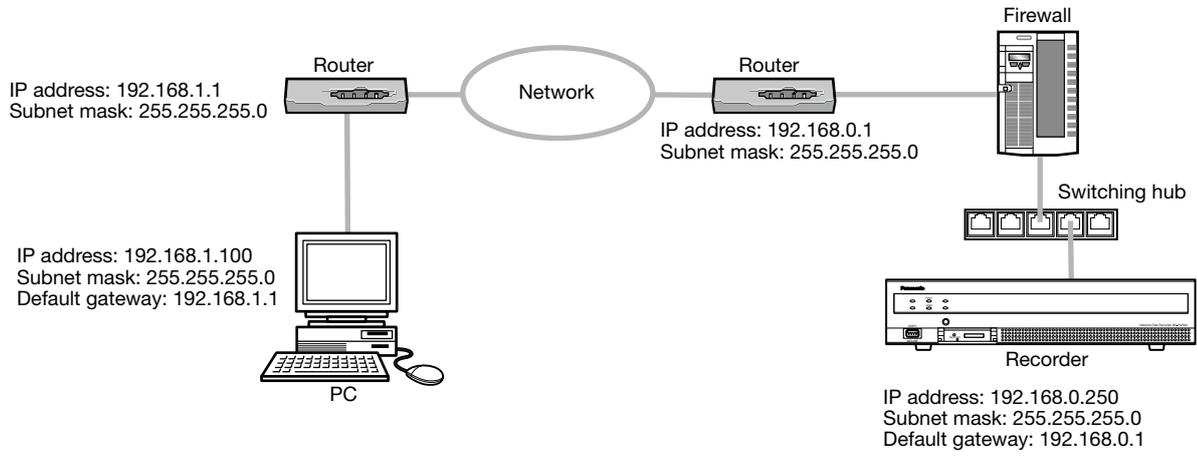 Firewall
Router
Router
IP address: 192.168.1.1
Subnet mask: 255.255.255.0
Network
IP address: 192.168.0.1
Subnet mask: 255.255.255.0
Switching hub
IP address: 192.168.1.100
Subnet mask: 255.255.255.0
Default gateway: 192.168.1.1
Panasonic
PC
Recorder
IP address: 192.168.0.250
Subnet mask: 255.255.255.0
Default gateway: 192.168.0.1